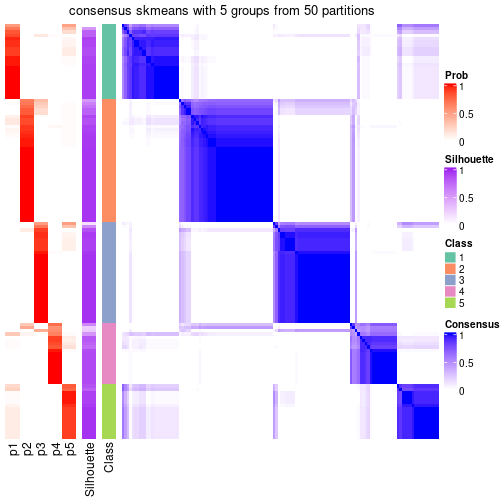 consensus skmeans with 5 groups from 50 partitions
Prob
1
0.5
0
Silhouette
1
0.5
0
Class
1
2
3
4
5
Consensus
1
0.5
0
p1
p2
p3
p4
p5
Silhouette
Class